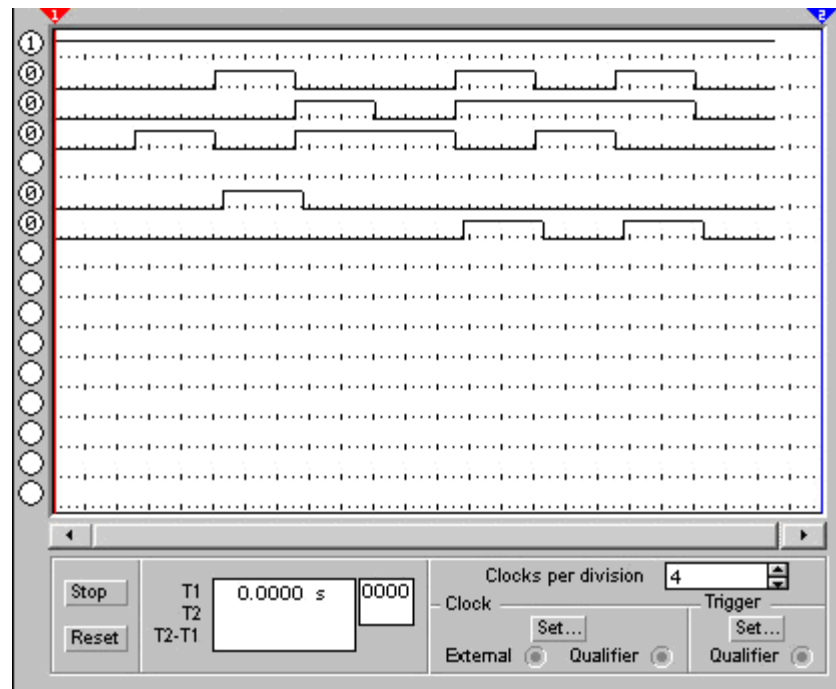 1 2
1
0
0
0
0
0
Clocks per division 4
Stop T1 0.0000 s 0000
T2
Reset T2-T1
Clock Trigger
Set... Set...
External Qualifier Qualifier